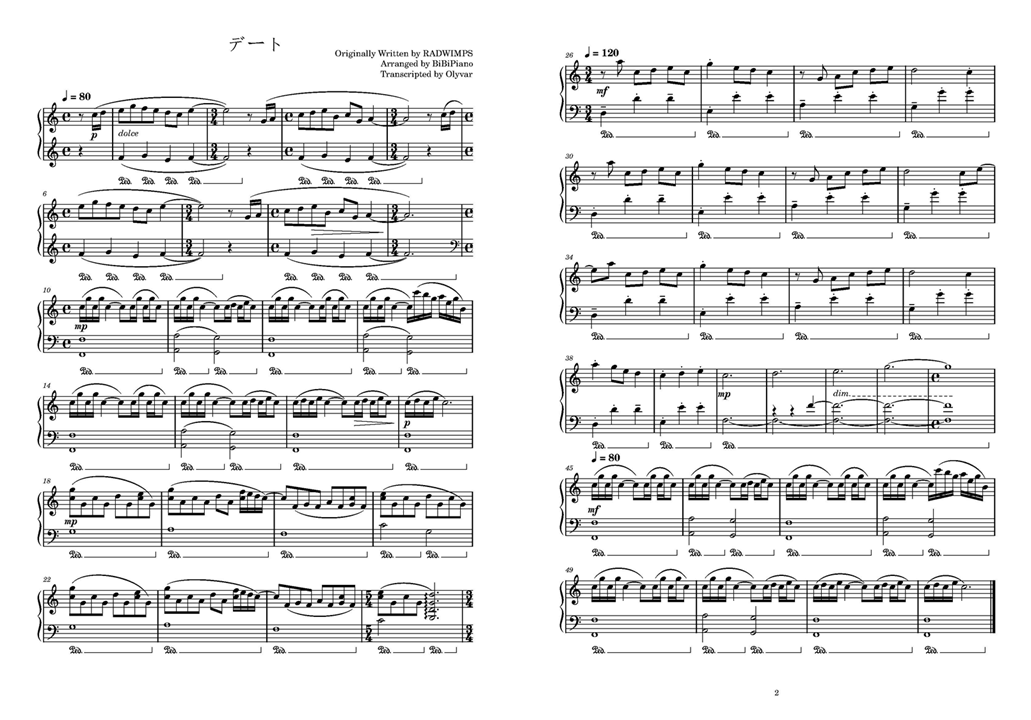 デート
Originally Written by RADWIMPS
Arranged by BiBiPiano
Transcripted by Olyvar
♩ = 80
p
dolce
6
10
mp
14
p
18
mp
22
26
♩ = 120
mf
30
34
38
mp
dim.
♩ = 80
45
mf
49
2